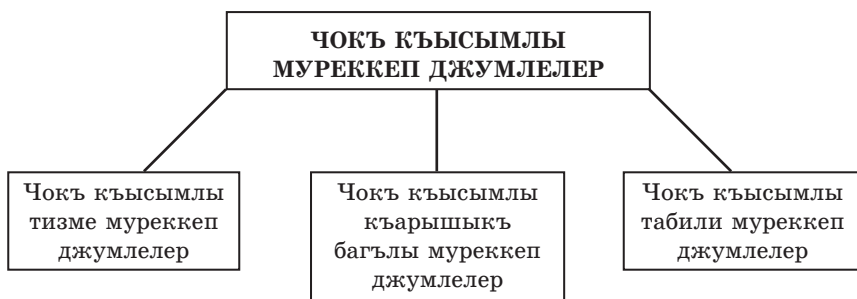 ЧОКЪ КЪЫСЫМЛЫ
МУРЕККЕП ДЖУМЛЕЛЕР
Чокъ къысымлы
тизме муреккеп
джумлелер
Чокъ къысымлы
къарышыкъ
багълы муреккеп
джумлелер
Чокъ къысымлы
табили муреккеп
джумлелер